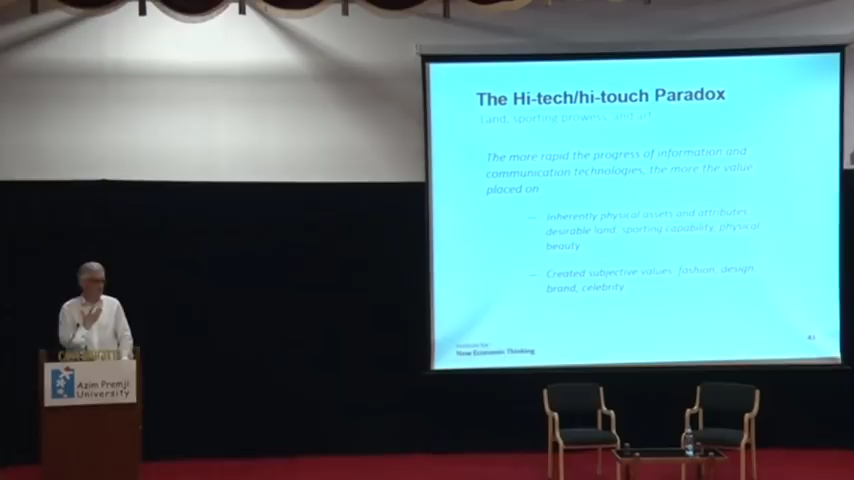 The Hi-tech/hi-touch Paradox
Land, sporting prowess, and art
The more rapid the progress of information and
communication technologies, the more the value
placed on
— Inherently physical assets and attributes:
desirable land, sporting capability, physical
beauty
— Created subjective values: fashion, design,
brand, celebrity
Institute for
New Economic Thinking
Azim Premji
University